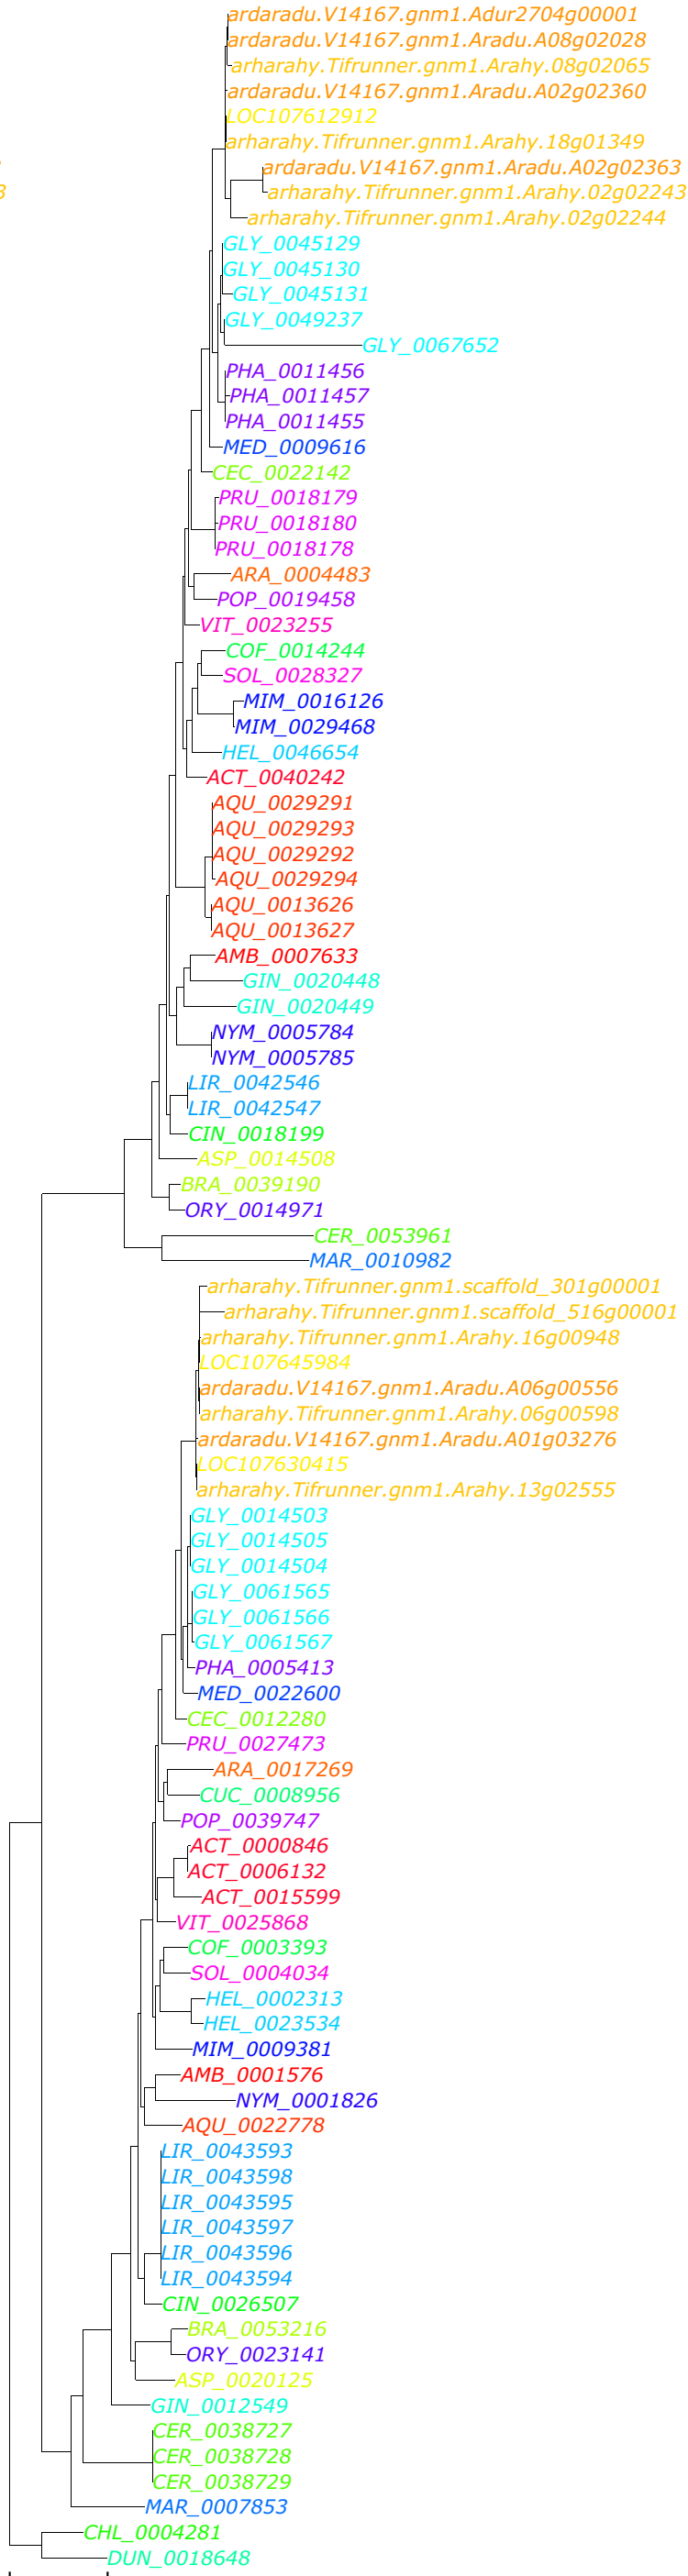 ardaradu.V14167.gnm1.Adur2704g00001
ardaradu.V14167.gnm1.Aradu.A08g02028
arharahy.Tifrunner.gnm1.Arahy.08g02065
ardaradu.V14167.gnm1.Aradu.A02g02360
LOC107612912
arharahy.Tifrunner.gnm1.Arahy.18g01349
ardaradu.V14167.gnm1.Aradu.A02g02363
3 arharahy.Tifrunner.gnm1.Arahy.02g02243
arharahy.Tifrunner.gnm1.Arahy.02g02244
GLY_0045129
GLY_0045130
GLY_0045131
GLY_0049237
GLY_0067652
PHA_0011456
PHA_0011457
PHA_0011455
MED_0009616
CEC_0022142
PRU_0018179
PRU_0018180
PRU_0018178
ARA_0004483
POP_0019458
VIT_0023255
COF_0014244
SOL_0028327
MIM_0016126
MIM_0029468
HEL_0046654
ACT_0040242
AQU_0029291
AQU_0029293
AQU_0029292
AQU_0029294
AQU_0013626
AQU_0013627
AMB_0007633
GIN_0020448
GIN_0020449
NYM_0005784
NYM_0005785
LIR_0042546
LIR_0042547
CIN_0018199
ASP_0014508
BRA_0039190
ORY_0014971
CER_0053961
MAR_0010982
arharahy.Tifrunner.gnm1.scaffold_301g00001
arharahy.Tifrunner.gnm1.scaffold_516g00001
arharahy.Tifrunner.gnm1.Arahy.16g00948
LOC107645984
ardaradu.V14167.gnm1.Aradu.A06g00556
arharahy.Tifrunner.gnm1.Arahy.06g00598
ardaradu.V14167.gnm1.Aradu.A01g03276
LOC107630415
arharahy.Tifrunner.gnm1.Arahy.13g02555
GLY_0014503
GLY_0014505
GLY_0014504
GLY_0061565
GLY_0061566
GLY_0061567
PHA_0005413
MED_0022600
CEC_0012280
PRU_0027473
ARA_0017269
CUC_0008956
POP_0039747
ACT_0000846
ACT_0006132
ACT_0015599
VIT_0025868
COF_0003393
SOL_0004034
HEL_0002313
HEL_0023534
MIM_0009381
AMB_0001576
NYM_0001826
AQU_0022778
LIR_0043593
LIR_0043598
LIR_0043595
LIR_0043597
LIR_0043596
LIR_0043594
CIN_0026507
BRA_0053216
ORY_0023141
ASP_0020125
GIN_0012549
CER_0038727
CER_0038728
CER_0038729
MAR_0007853
CHL_0004281
DUN_0018648